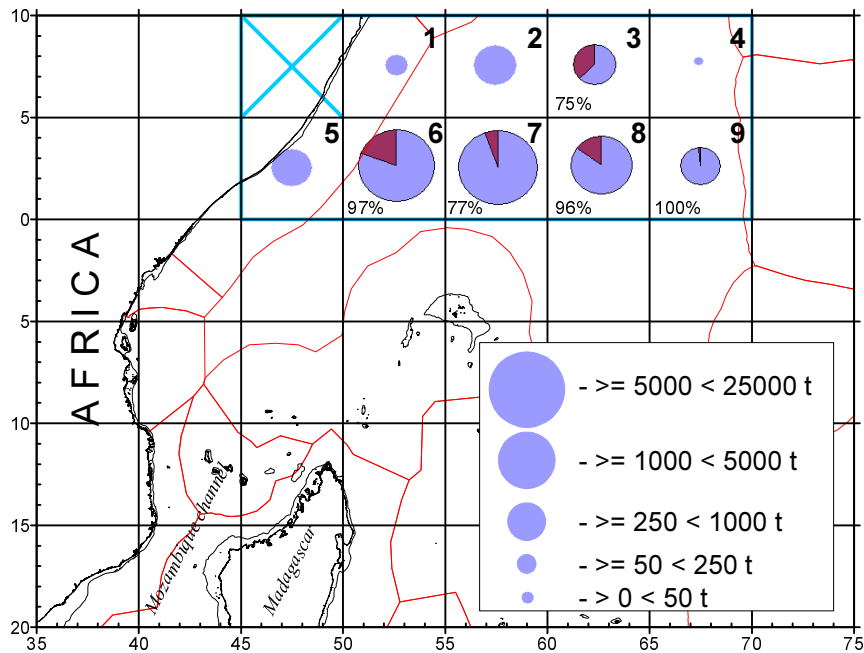 10
1
2
3
4
75%
5
5
6
7
8
9
97%
77%
96%
100%
0
AFRICA
5
- >= 5000 < 25000 t
10
- >= 1000 < 5000 t
Mozambique channel
Madagascar
15
- >= 250 < 1000 t
- >= 50 < 250 t
- > 0 < 50 t
20
35 40 45 50 55 60 65 70 75